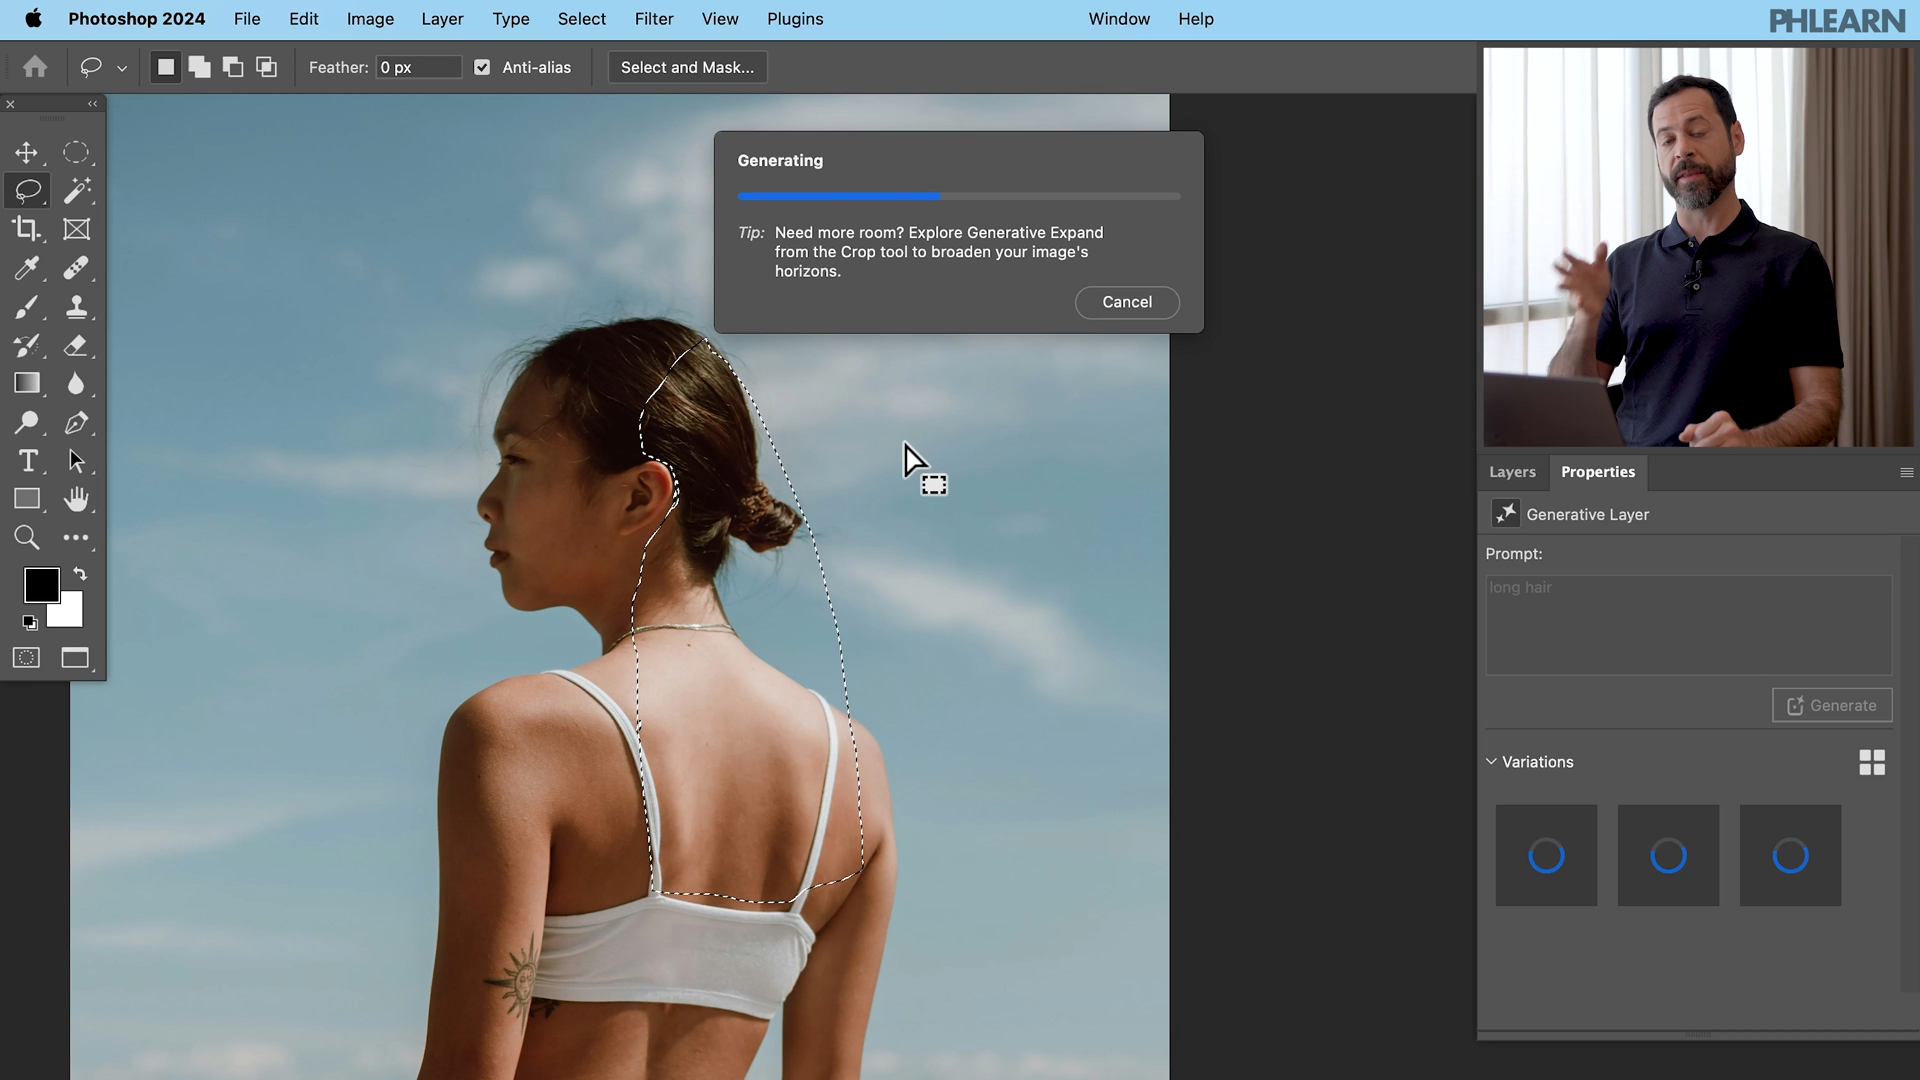 Photoshop 2024 File Edit Image Layer Type Select Filter View Plugins Window Help
PHLEARN
Feather: 0 px Anti-alias Select and Mask...
Generating
Tip: Need more room? Explore Generative Expand
from the Crop tool to broaden your image's
horizons.
Cancel
Layers Properties
Generative Layer
Prompt:
long hair
Generate
Variations